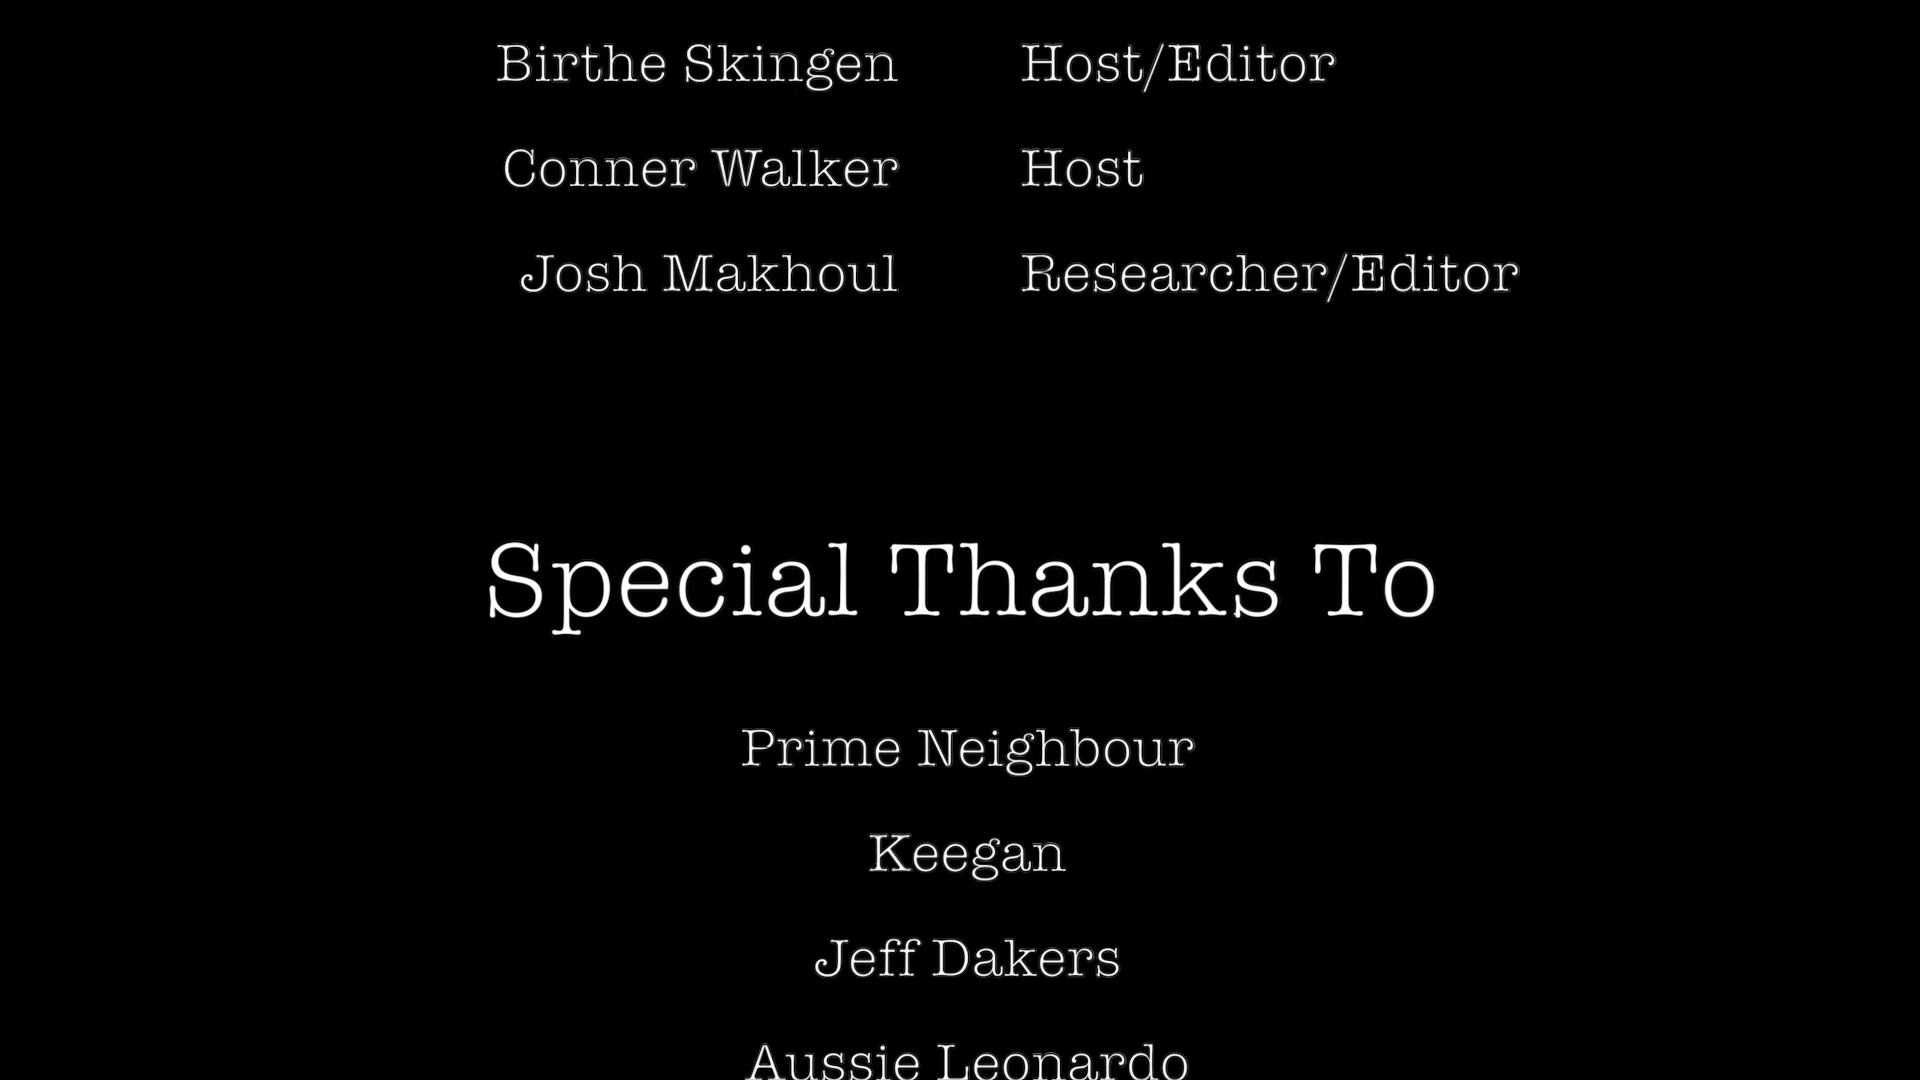 Birthe Skingen Host/Editor
Conner Walker Host
Josh Makhoul Researcher/Editor
Special Thanks To
Prime Neighbour
Keegan
Jeff Dakers
Aussie Leonardo